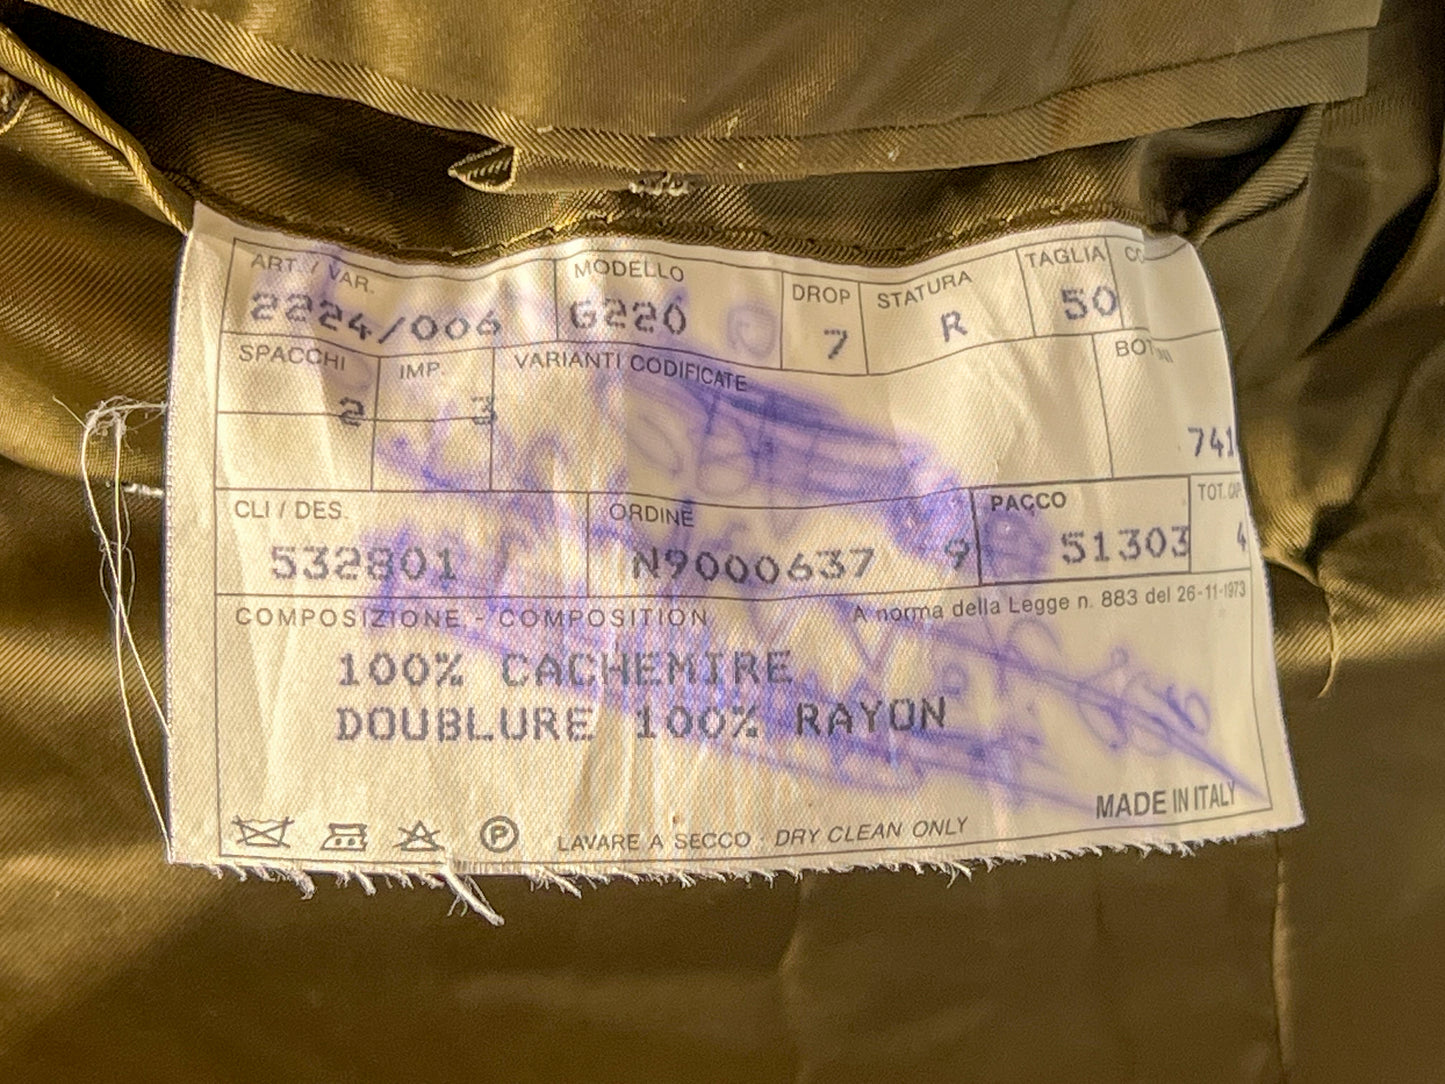 ART. / VAR. MODELLO DROP STATURA TAGLIA
2224/006 G220 7 R 50
SPACCHI IMP. VARIANTI CODIFICATE
2 3 741
CLI / DES. ORDINE PACCO TOT.
532801 N9000637 9 51303 4
COMPOSIZIONE - COMPOSITION A norma della Legge n. 883 del 26-11-1973
100% CACHEMIRE
DOUBLURE 100% RAYON
MADE IN ITALY
P LAVARE A SECCO - DRY CLEAN ONLY